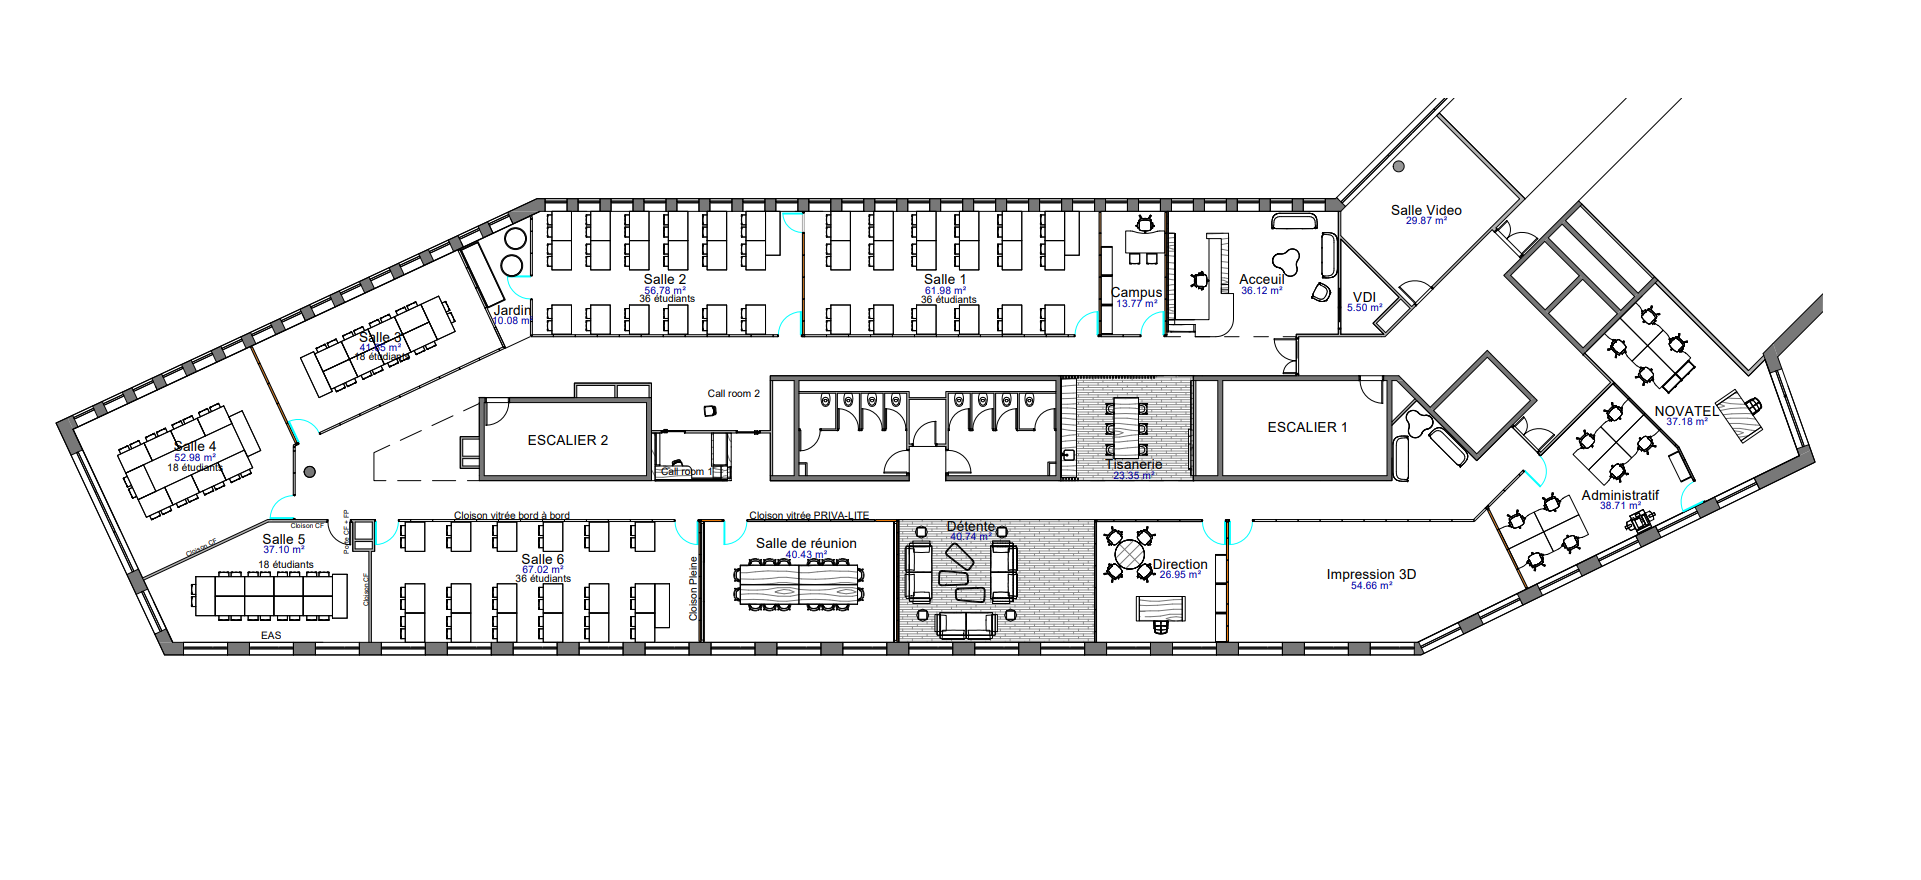 Salle Video
29.87 m²
Salle 2
56.78 m²
36 étudiants
Salle 1
61.98 m²
36 étudiants
Campus
13.77 m²
Acceuil
36.12 m²
VDI
5.50 m²
Jardin
10.08 m²
Salle 3
m²
18 étudiants
Call room 2
NOVATEL
37.18 m²
ESCALIER 2
ESCALIER 1
Salle 4
52.98 m²
18 étudiants
Call room 1
Tisanerie
23.35 m²
Administratif
38.71 m²
Cloison vitrée bord à bord
Cloison vitrée PRIVA-LITE
Cloison CF
Porte CF + FP
Cloison CF
Détente
40.74 m²
Salle 5
37.10 m²
18 étudiants
Salle de réunion
40.43 m²
Salle 6
67.02 m²
36 étudiants
Cloison Pleine
Cloison CF
Direction
26.95 m²
Impression 3D
54.66 m²
EAS